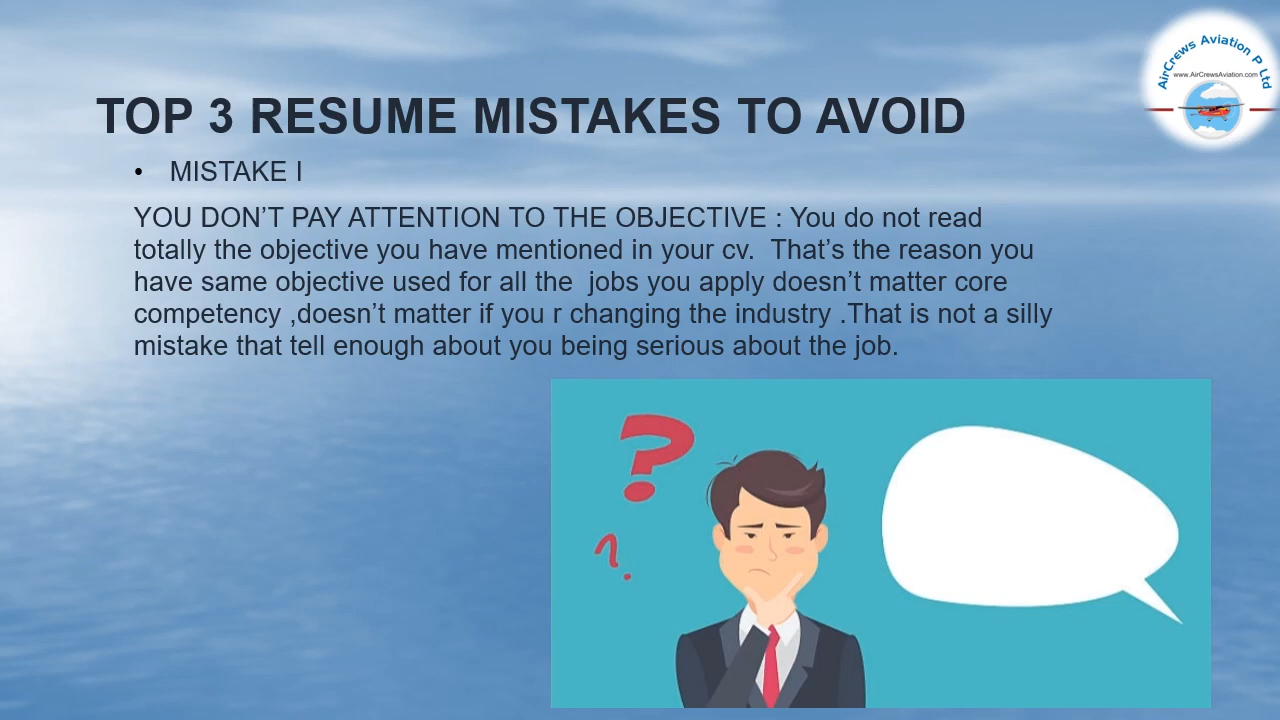 AirCrews Aviation P Ltd
www.AirCrewsAviation.com
TOP 3 RESUME MISTAKES TO AVOID
• MISTAKE I
YOU DON’T PAY ATTENTION TO THE OBJECTIVE : You do not read
totally the objective you have mentioned in your cv.  That’s the reason you
have same objective used for all the  jobs you apply doesn’t matter core
competency ,doesn’t matter if you r changing the industry .That is not a silly
mistake that tell enough about you being serious about the job.
? 
?